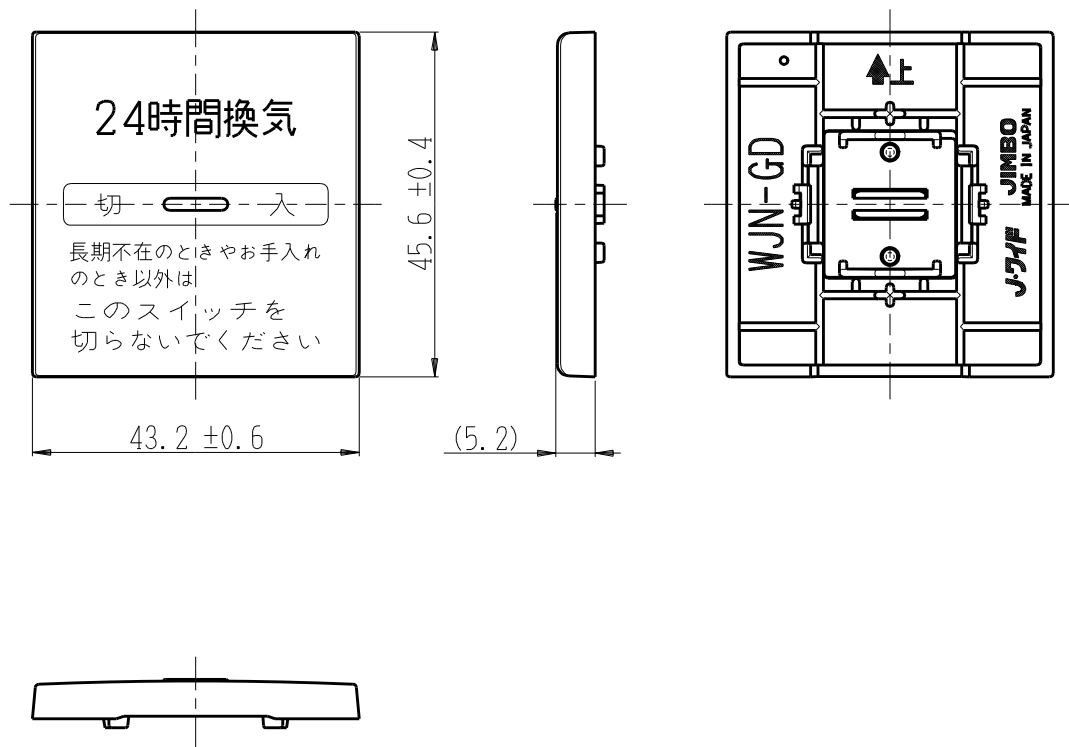 24時間換気
切 入
長期不在のときやお手入れ
のとき以外は
このスイッチを
切らないでください
45.6 ±0.4
43.2 ±0.6
(5.2)
上
WJN-GD
JIMBO
MADE IN JAPAN
J・ワイド